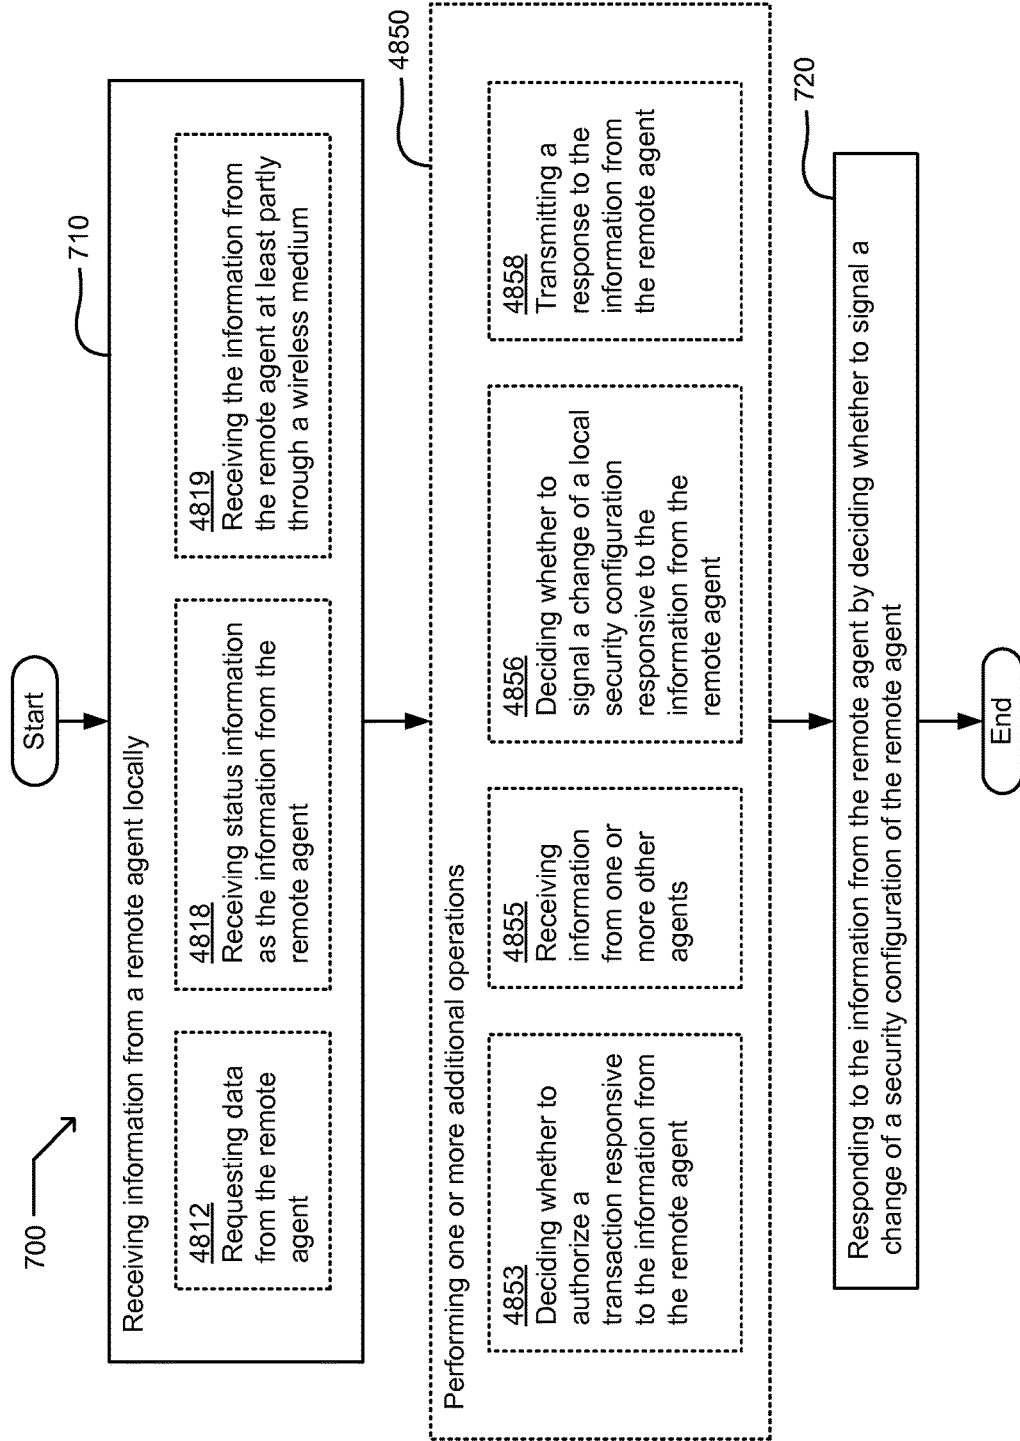 700
Start
710
Receiving information from a remote agent locally
4812
Requesting data
from the remote
agent
4818
Receiving status information
as the information from the
remote agent
4819
Receiving the information from
the remote agent at least partly
through a wireless medium
4850
Performing one or more additional operations
4853
Deciding whether to
authorize a
transaction responsive
to the information from
the remote agent
4855
Receiving
information
from one or
more other
agents
4856
Deciding whether to
signal a change of a local
security configuration
responsive to the
information from the
remote agent
4858
Transmitting a
response to the
information from
the remote agent
720
Responding to the information from the remote agent by deciding whether to signal a
change of a security configuration of the remote agent
End